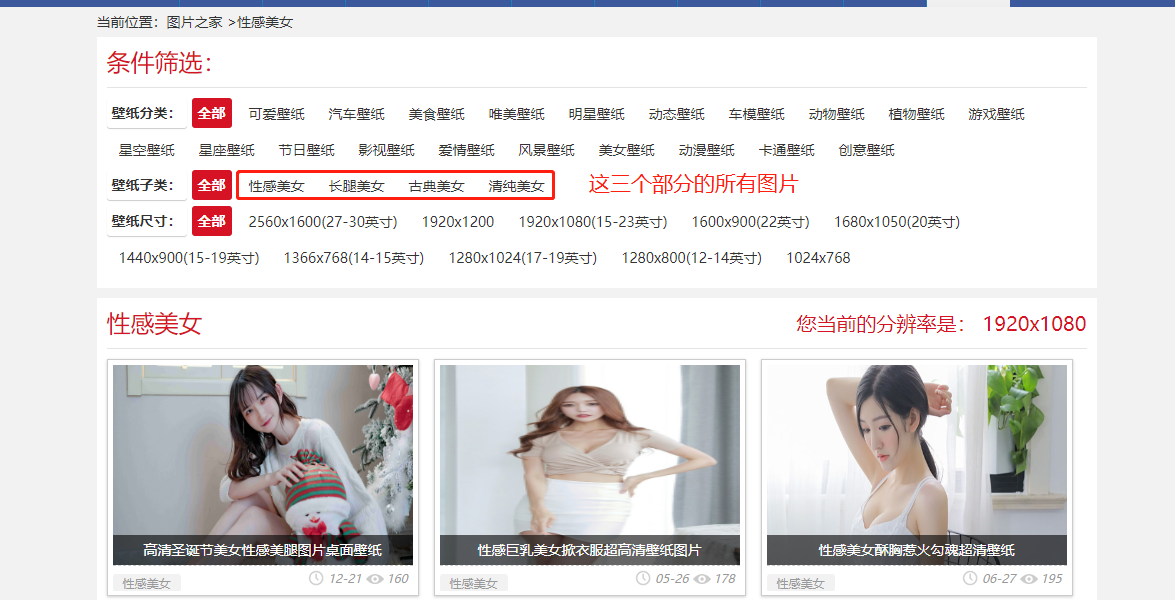 当前位置：图片之家 >性感美女
条件筛选：
壁纸分类： 全部 可爱壁纸 汽车壁纸 美食壁纸 唯美壁纸 明星壁纸 动态壁纸 车模壁纸 动物壁纸 植物壁纸 游戏壁纸
星空壁纸 星座壁纸 节日壁纸 影视壁纸 爱情壁纸 风景壁纸 美女壁纸 动漫壁纸 卡通壁纸 创意壁纸
壁纸子类： 全部 性感美女 长腿美女 古典美女 清纯美女 这三个部分的所有图片
壁纸尺寸： 全部 2560x1600(27-30英寸) 1920x1200 1920x1080(15-23英寸) 1600x900(22英寸) 1680x1050(20英寸)
1440x900(15-19英寸) 1366x768(14-15英寸) 1280x1024(17-19英寸) 1280x800(12-14英寸) 1024x768
性感美女 您当前的分辨率是： 1920x1080
高清圣诞节美女性感美腿图片桌面壁纸 性感巨乳美女掀衣服超高清壁纸图片 性感美女酥胸惹火勾魂超清壁纸
性感美女 12-21 160 性感美女 05-26 178 性感美女 06-27 195